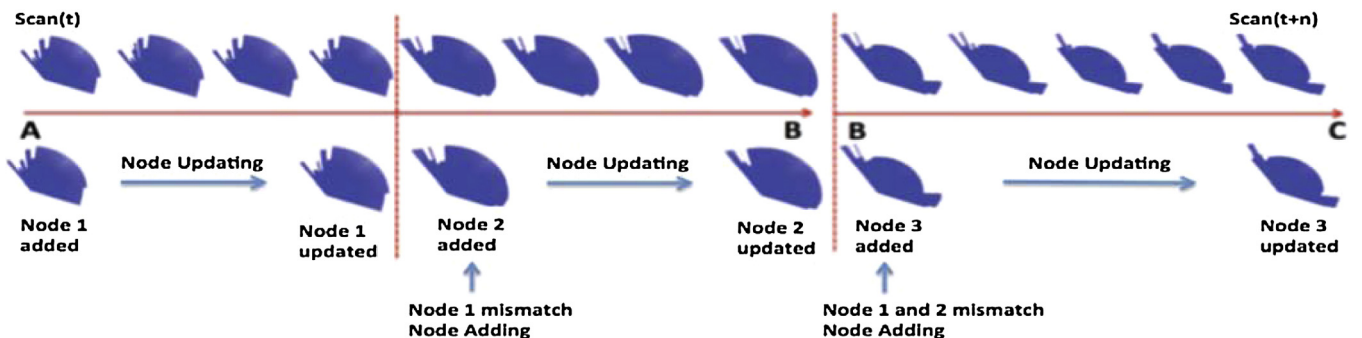 Scan(t)
Scan(t+n)
A
B
B
C
Node Updating
Node Updating
Node Updating
Node 1
added
Node 1
updated
Node 2
added
Node 2
updated
Node 3
added
Node 3
updated
Node 1 mismatch
Node Adding
Node 1 and 2 mismatch
Node Adding